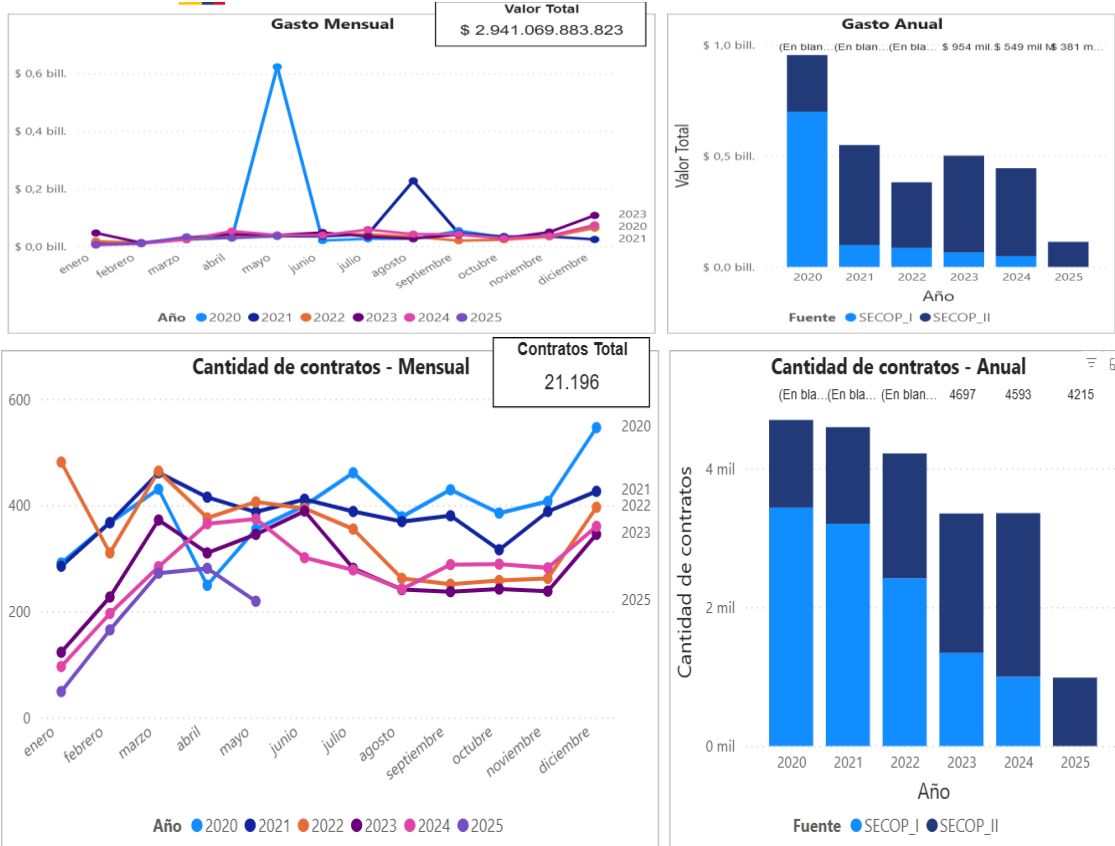 Valor Total
$ 2.941.069.883.823
Gasto Mensual
$ 0,6 bill.
$ 0,4 bill.
$ 0,2 bill.
$ 0,0 bill.
2023
2020
2021
enero
febrero
marzo
abril
mayo
junio
julio
agosto
septiembre
octubre
noviembre
diciembre
Año 2020 2021 2022 2023 2024 2025
Gasto Anual
(En blan... (En blan... (En bla... $ 954 mil... $ 549 mil M $ 381 m...
$ 1,0 bill.
$ 0,5 bill.
$ 0,0 bill.
Valor Total
2020 2021 2022 2023 2024 2025
Año
Fuente SECOP_I SECOP_II
Contratos Total
21.196
Cantidad de contratos - Mensual
600
400
200
0
2020
2021
2022
2023
2025
enero
febrero
marzo
abril
mayo
junio
julio
agosto
septiembre
octubre
noviembre
diciembre
Año 2020 2021 2022 2023 2024 2025
Cantidad de contratos - Anual
(En bla... (En blan... (En blan... 4697 4593 4215
4 mil
2 mil
0 mil
Cantidad de contratos
2020 2021 2022 2023 2024 2025
Año
Fuente SECOP_I SECOP_II